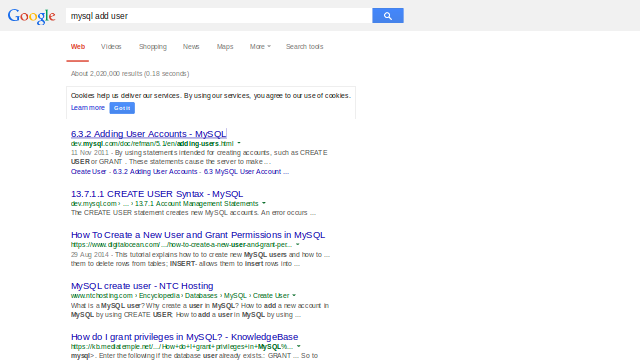 Google mysql add user
Web Videos Shopping News Maps More Search tools
About 2,020,000 results (0.18 seconds)
Cookies help us deliver our services. By using our services, you agree to our use of cookies.
Learn more Got it
6.3.2 Adding User Accounts - MySQL
dev.mysql.com/doc/refman/5.1/en/adding-users.html
11 Nov 2011 - By using statements intended for creating accounts, such as CREATE
USER or GRANT . These statements cause the server to make ...
Create User - 6.3.2 Adding User Accounts - 6.3 MySQL User Account ...
13.7.1.1 CREATE USER Syntax - MySQL
dev.mysql.com › ... › 13.7.1 Account Management Statements
The CREATE USER statement creates new MySQL accounts. An error occurs ...
How To Create a New User and Grant Permissions in MySQL
https://www.digitalocean.com/.../how-to-create-a-new-user-and-grant-per...
29 Aug 2014 - This tutorial explains how to to create new MySQL users and how to ...
them to delete rows from tables; INSERT- allows them to insert rows into ...
MySQL create user - NTC Hosting
www.ntchosting.com › Encyclopedia › Databases › MySQL › Create User
What is a MySQL user? Why create a user in MySQL? How to add a new account in
MySQL by using CREATE USER: How to add a user in MySQL by using ...
How do I grant privileges in MySQL? - KnowledgeBase
https://kb.mediatemple.net/.../How+do+I+grant+privileges+in+MySQL%...
mysql>. Enter the following if the database user already exists.: GRANT ... So to